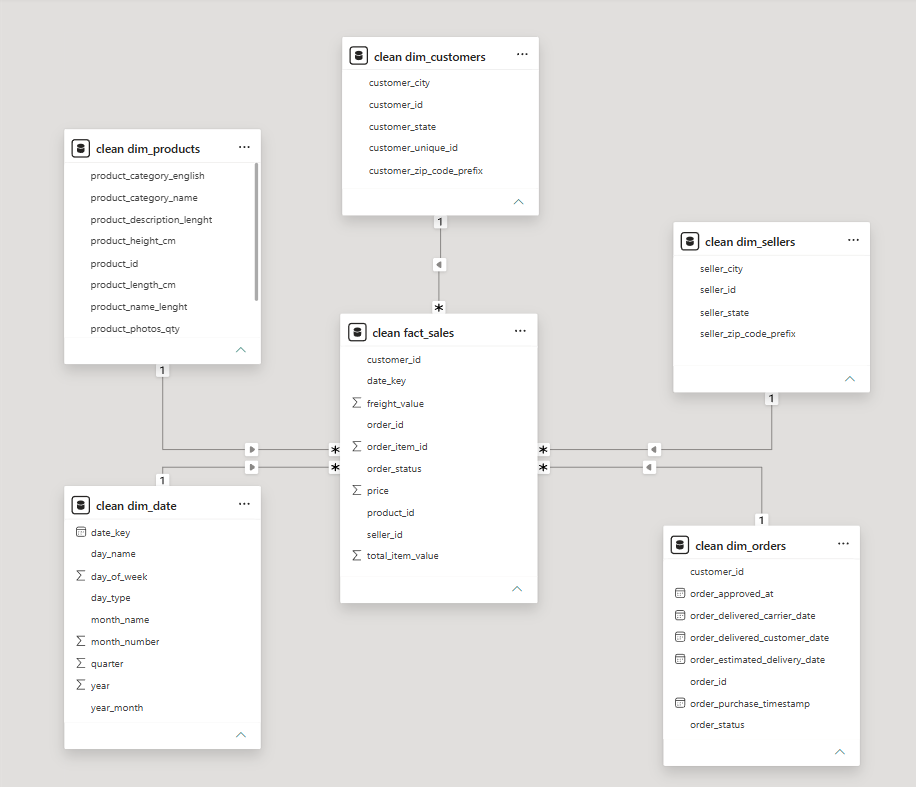 clean dim_customers
customer_city
customer_id
customer_state
customer_unique_id
customer_zip_code_prefix
1
*
clean dim_products
product_category_english
product_category_name
product_description_lenght
product_height_cm
product_id
product_length_cm
product_name_lenght
product_photos_qty
1
*
clean dim_sellers
seller_city
seller_id
seller_state
seller_zip_code_prefix
1
*
clean fact_sales
customer_id
date_key
Σ freight_value
order_id
Σ order_item_id
order_status
Σ price
product_id
seller_id
Σ total_item_value
clean dim_date
date_key
day_name
Σ day_of_week
day_type
month_name
Σ month_number
Σ quarter
Σ year
year_month
1
*
clean dim_orders
customer_id
order_approved_at
order_delivered_carrier_date
order_delivered_customer_date
order_estimated_delivery_date
order_id
order_purchase_timestamp
order_status
1
*